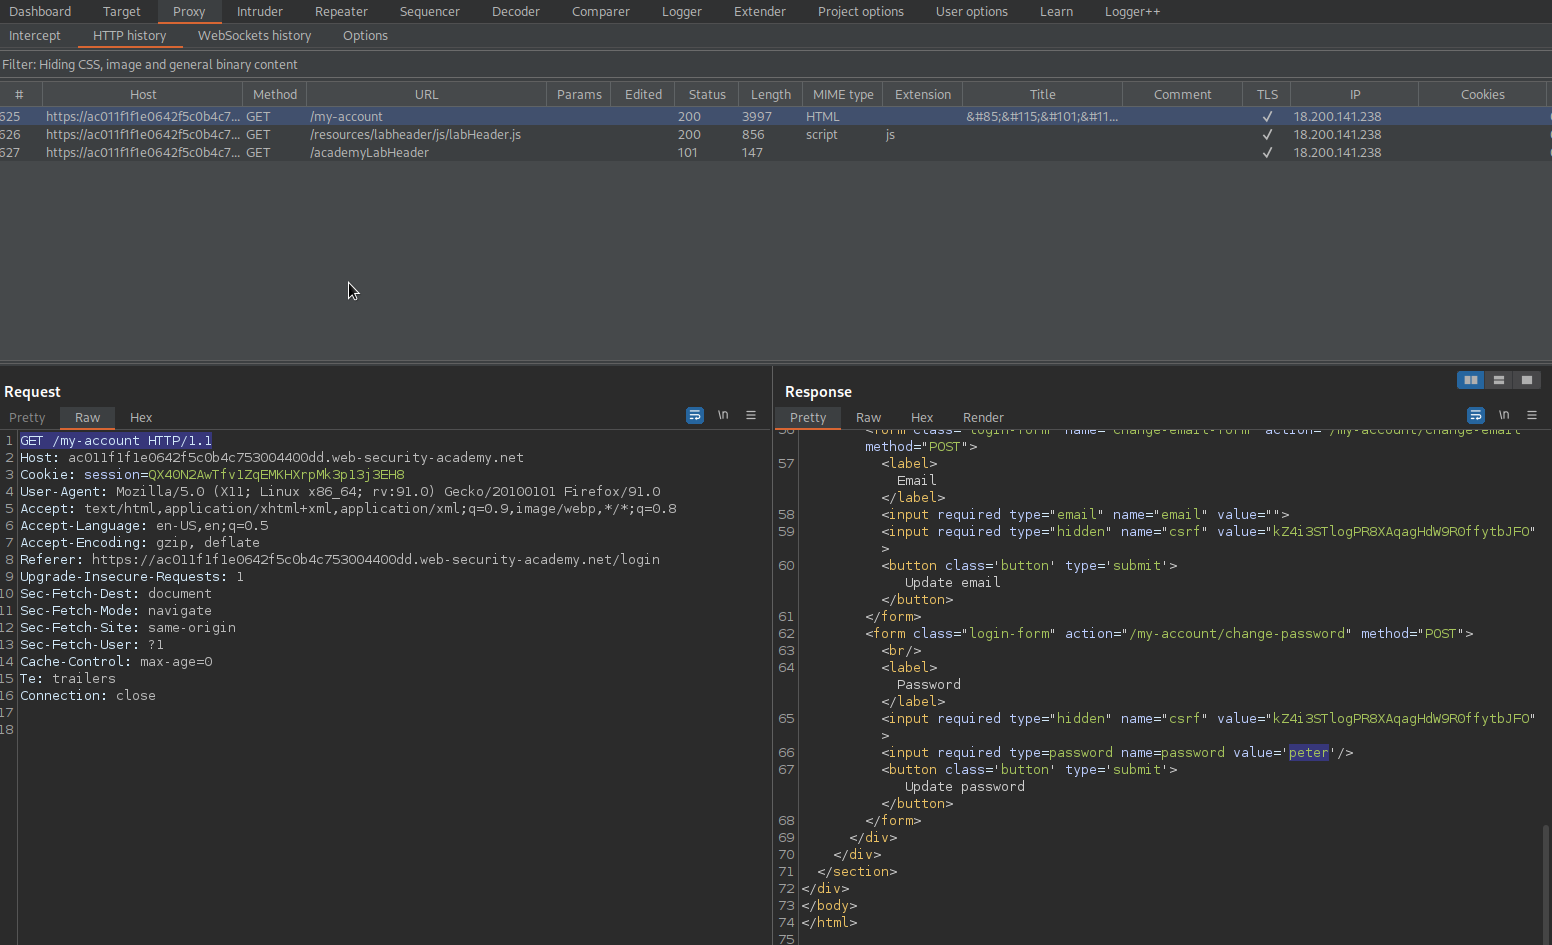 Dashboard Target Proxy Intruder Repeater Sequencer Decoder Comparer Logger Extender Project options User options Learn Logger++
Intercept HTTP history WebSockets history Options
Filter: Hiding CSS, image and general binary content
# Host Method URL Params Edited Status Length MIME type Extension Title Comment TLS IP Cookies
625 https://ac011f1f1e0642f5c0b4c7... GET /my-account 200 3997 HTML &#85;&#115;&#101;&#11... ✓ 18.200.141.238
626 https://ac011f1f1e0642f5c0b4c7... GET /resources/labheader/js/labHeader.js 200 856 script js ✓ 18.200.141.238
627 https://ac011f1f1e0642f5c0b4c7... GET /academyLabHeader 101 147 ✓ 18.200.141.238
Request
Pretty Raw Hex \n
1 GET /my-account HTTP/1.1
2 Host: ac011f1f1e0642f5c0b4c753004400dd.web-security-academy.net
3 Cookie: session=QX40N2AwTfv1ZqEMKHXrpMk3p13j3EH8
4 User-Agent: Mozilla/5.0 (X11; Linux x86_64; rv:91.0) Gecko/20100101 Firefox/91.0
5 Accept: text/html,application/xhtml+xml,application/xml;q=0.9,image/webp,*/*;q=0.8
6 Accept-Language: en-US,en;q=0.5
7 Accept-Encoding: gzip, deflate
8 Referer: https://ac011f1f1e0642f5c0b4c753004400dd.web-security-academy.net/login
9 Upgrade-Insecure-Requests: 1
10 Sec-Fetch-Dest: document
11 Sec-Fetch-Mode: navigate
12 Sec-Fetch-Site: same-origin
13 Sec-Fetch-User: ?1
14 Cache-Control: max-age=0
15 Te: trailers
16 Connection: close
17
18
Response
Pretty Raw Hex Render \n
56 <form class="login-form" name="change-email-form" action="/my-account/change-email"
method="POST">
57 <label>
Email
</label>
58 <input required type="email" name="email" value="">
59 <input required type="hidden" name="csrf" value="kZ4i3STlogPR8XAqagHdW9ROffytbJFO"
>
60 <button class='button' type='submit'>
Update email
</button>
61 </form>
62 <form class="login-form" action="/my-account/change-password" method="POST">
63 <br/>
64 <label>
Password
</label>
65 <input required type="hidden" name="csrf" value="kZ4i3STlogPR8XAqagHdW9ROffytbJFO"
>
66 <input required type=password name=password value='peter'/>
67 <button class='button' type='submit'>
Update password
</button>
68 </form>
69 </div>
70 </div>
71 </section>
72 </div>
73 </body>
74 </html>
75